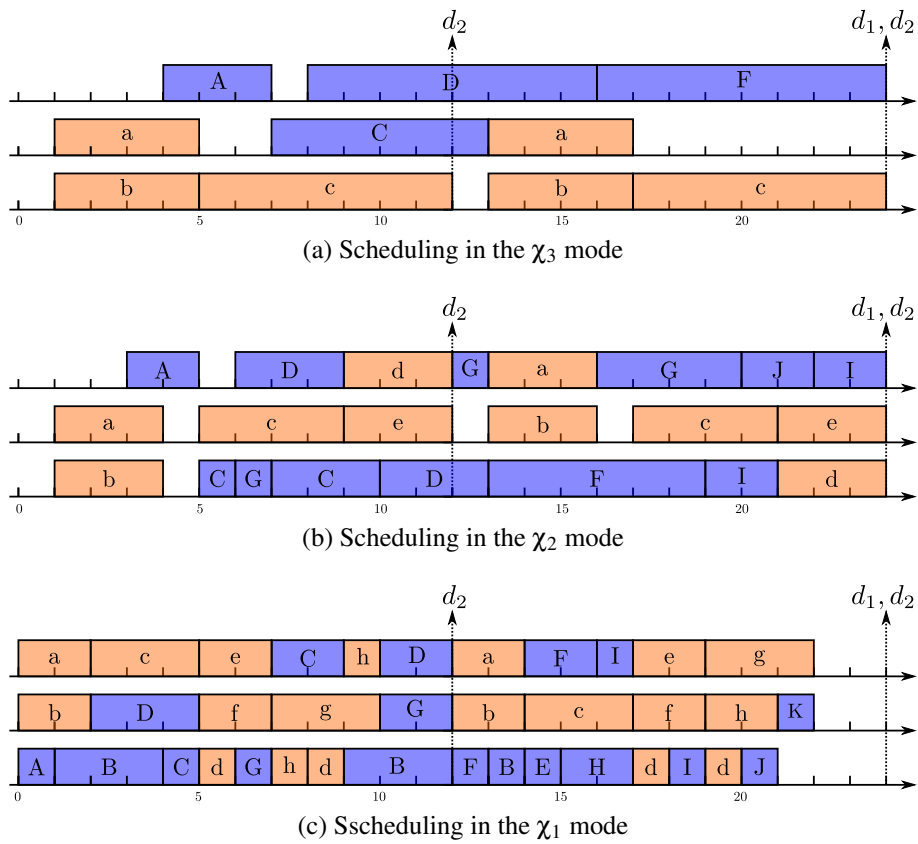 d2 d1, d2
A D F
a C a
b c b c
0 5 10 15 20
(a) Scheduling in the χ3 mode
d2 d1, d2
A D d G a G J I
a c e b c e
b C G C D F I d
0 5 10 15 20
(b) Scheduling in the χ2 mode
d2 d1, d2
a c e C h D a F I e g
b D f g G b c f h K
A B C d G h d B F B E H d I d J
0 5 10 15 20
(c) Sscheduling in the χ1 mode